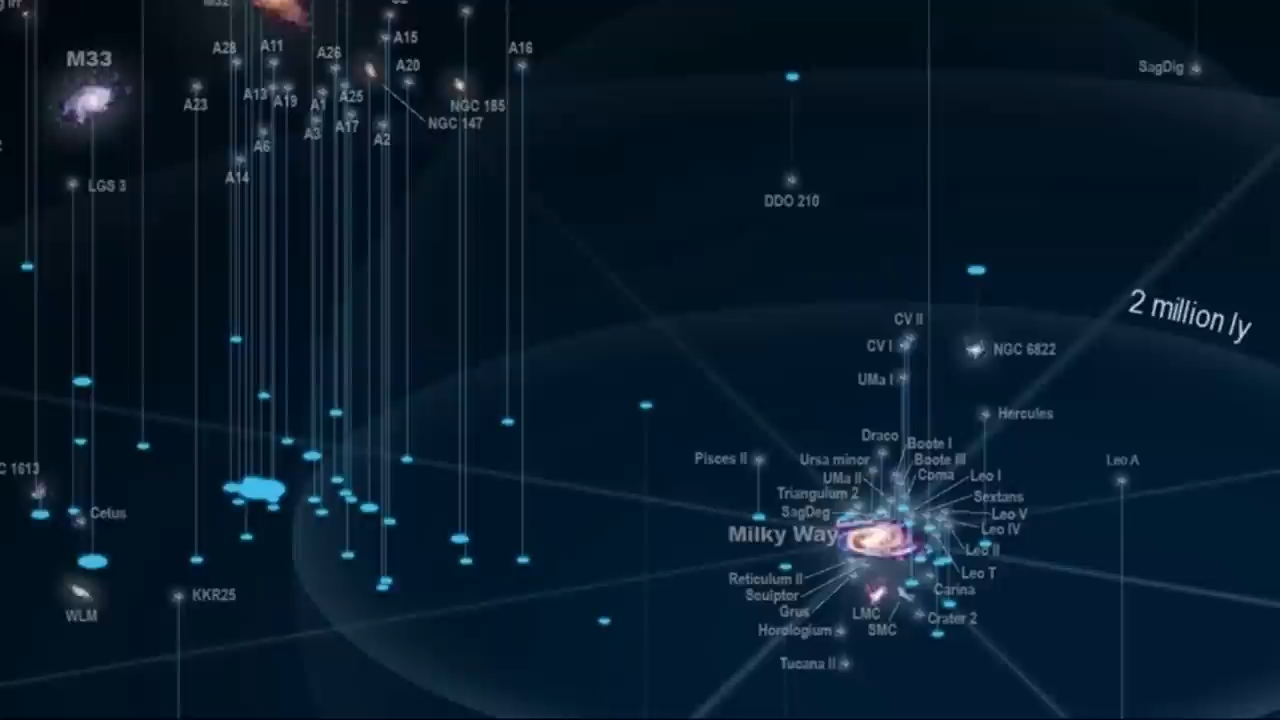 M33
A28
A11
A26
A15
A16
A20
A23
A13
A19
A1
A25
NGC 185
NGC 147
A3
A17
A2
A6
A14
LGS 3
SagDig
DDO 210
2 million ly
CV II
CV I
NGC 6822
UMa I
Hercules
Draco
Boote I
Pisces II
Ursa minor
Boote III
Leo A
UMa II
Coma
Leo I
Triangulum 2
Sextans
SagDeg
Leo V
Leo IV
Milky Way
Leo II
C 1613
Cetus
Leo T
Reticulum II
Sculptor
Carina
KKR25
WLM
Grus
LMC
Crater 2
Horologium
SMC
Tucana II